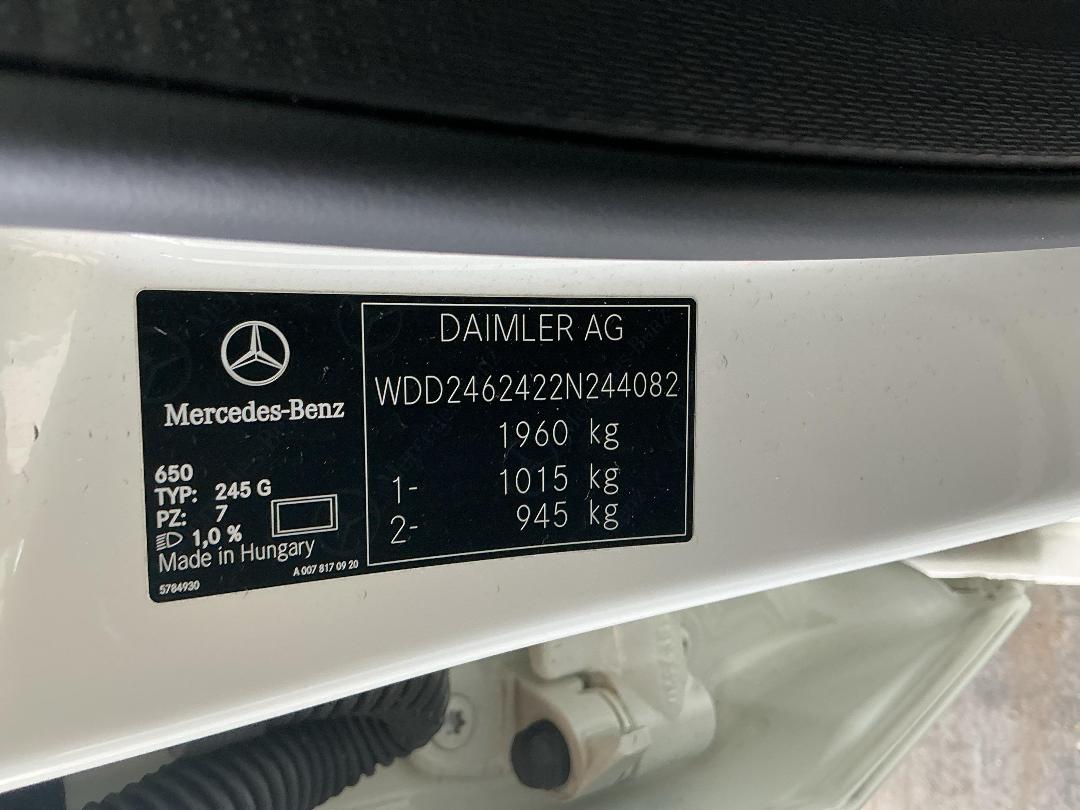 Mercedes-Benz
650
TYP: 245 G
PZ: 7
1,0 %
Made in Hungary
5784930
A 007 817 09 20
DAIMLER AG
WDD2462422N244082
1960 kg
1- 1015 kg
2- 945 kg